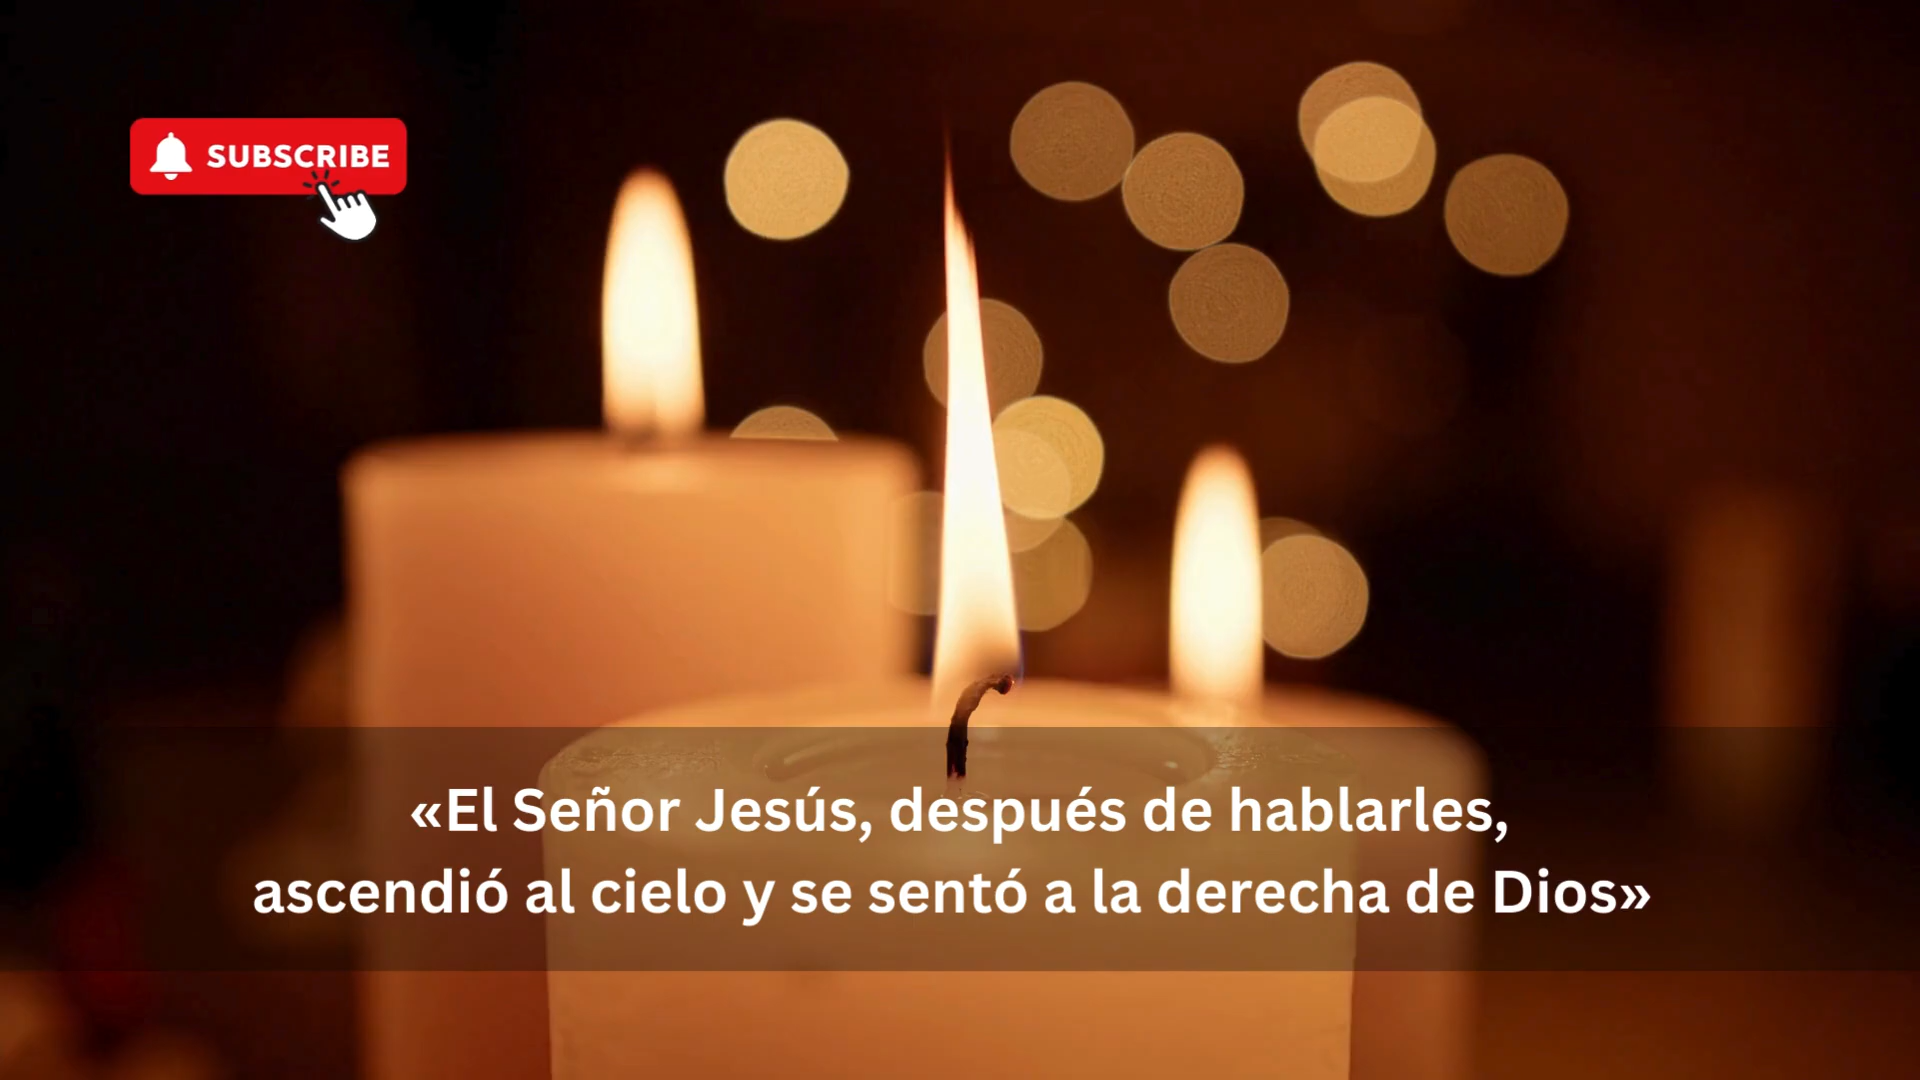 SUBSCRIBE
«El Señor Jesús, después de hablarles,
ascendió al cielo y se sentó a la derecha de Dios»